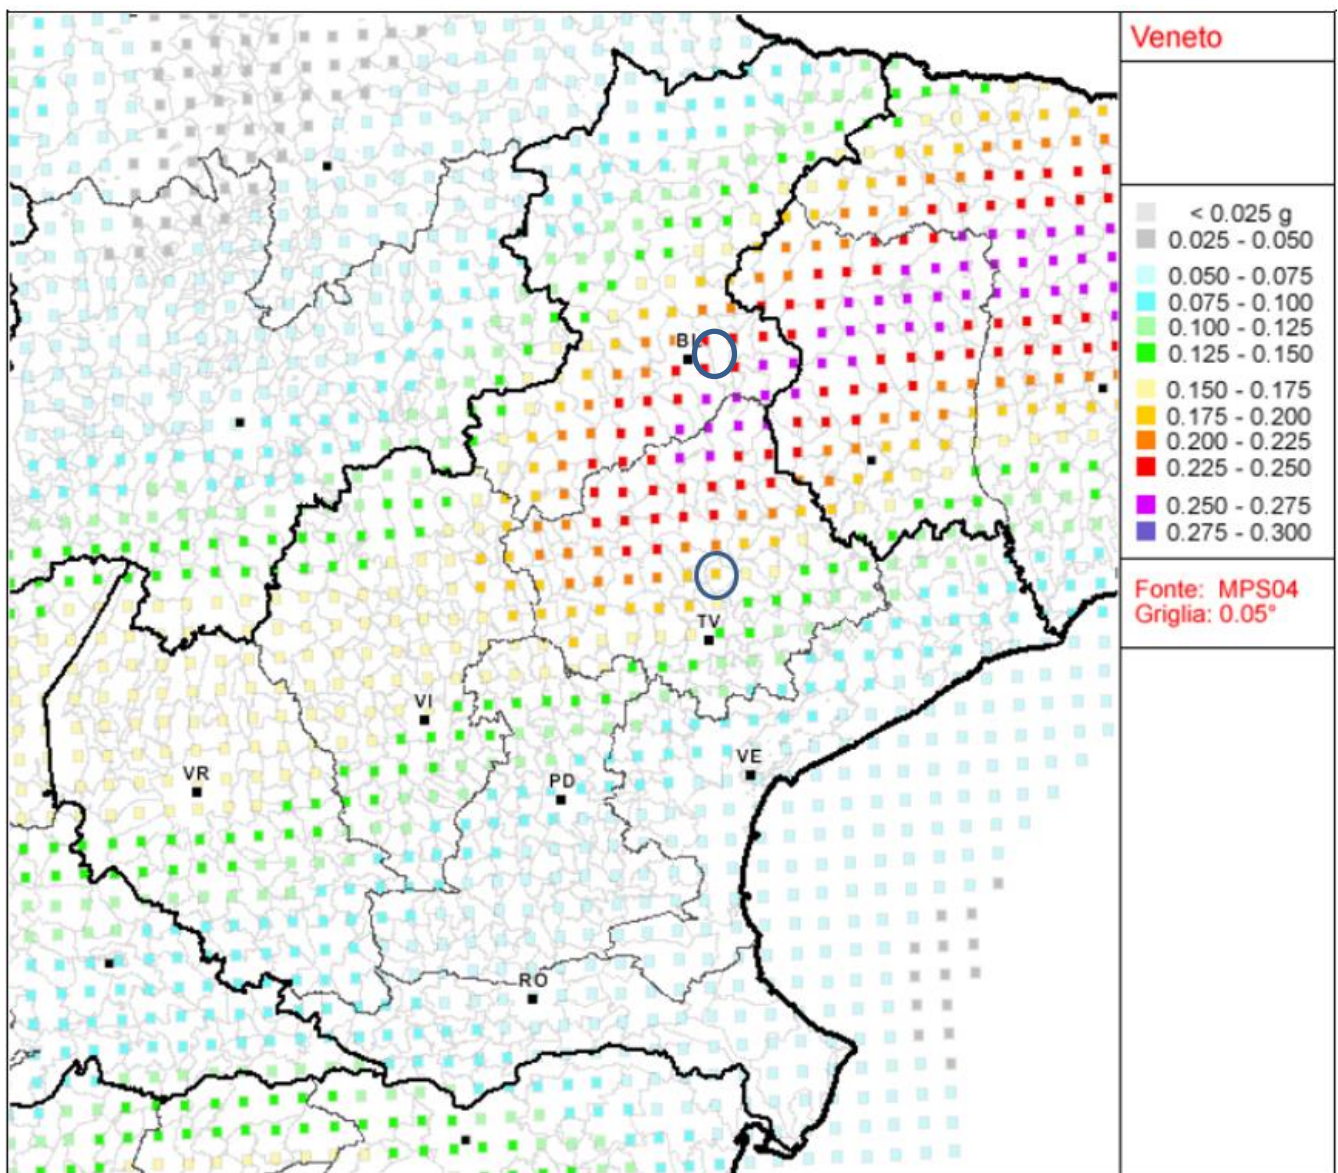 Veneto
< 0.025 g
0.025 - 0.050
0.050 - 0.075
0.075 - 0.100
0.100 - 0.125
0.125 - 0.150
0.150 - 0.175
0.175 - 0.200
0.200 - 0.225
0.225 - 0.250
0.250 - 0.275
0.275 - 0.300
Fonte: MPS04
Griglia: 0.05°
BL
TV
VI
VE
VR
PD
RO